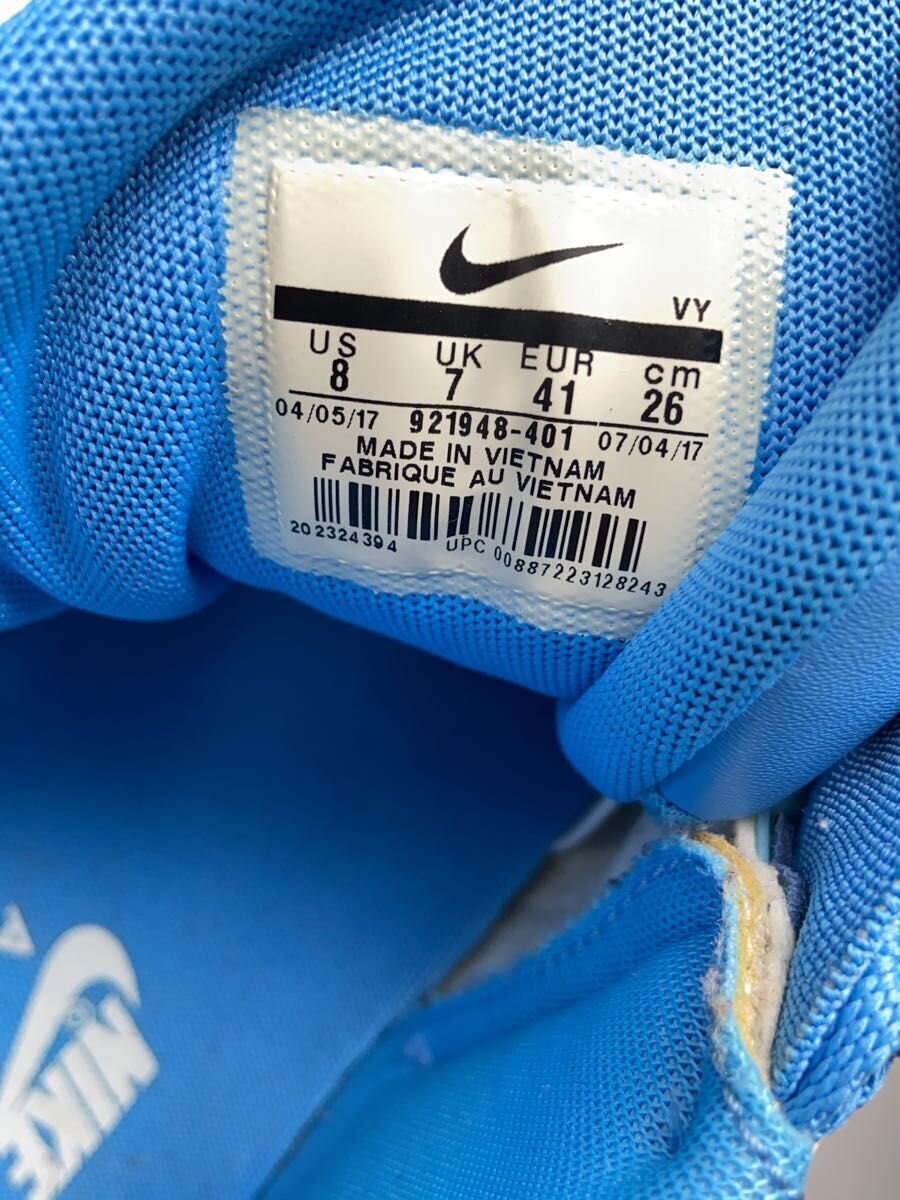 VY
US UK EUR cm
8 7 41 26
04/05/17 921948-401 07/04/17
MADE IN VIETNAM
FABRIQUE AU VIETNAM
202324394 UPC 00887223128243
NIKE